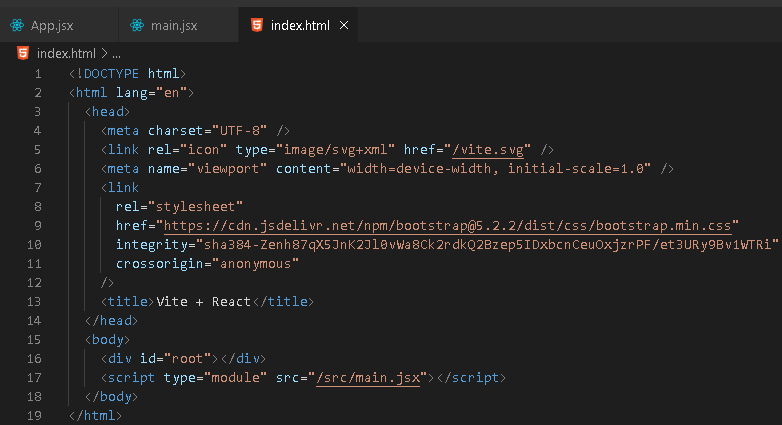 App.jsx main.jsx index.html
index.html > ...
1 <!DOCTYPE html>
2 <html lang="en">
3 <head>
4 <meta charset="UTF-8" />
5 <link rel="icon" type="image/svg+xml" href="/vite.svg" />
6 <meta name="viewport" content="width=device-width, initial-scale=1.0" />
7 <link
8 rel="stylesheet"
9 href="https://cdn.jsdelivr.net/npm/bootstrap@5.2.2/dist/css/bootstrap.min.css"
10 integrity="sha384-Zenh87qX5JnK2Jl0vWa8Ck2rdkQ2Bzep5IDxbcnCeuOxjzrPF/et3URy9Bv1WTRi"
11 crossorigin="anonymous"
12 />
13 <title>Vite + React</title>
14 </head>
15 <body>
16 <div id="root"></div>
17 <script type="module" src="/src/main.jsx"></script>
18 </body>
19 </html>